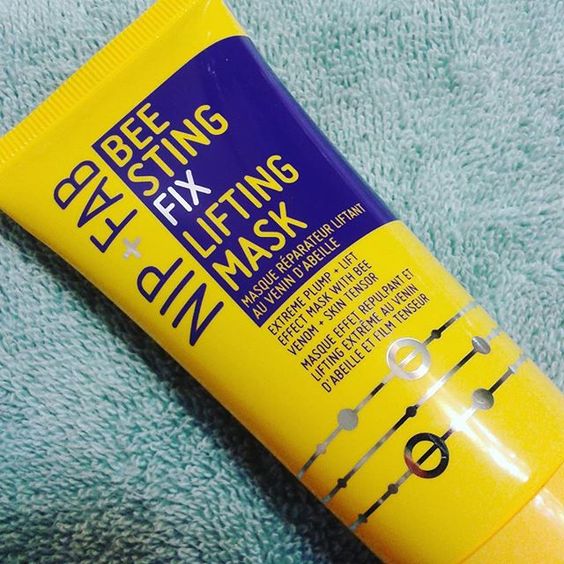 NIP + FAB
BEE
STING
FIX
LIFTING
MASK
MASQUE RÉPARATEUR LIFTANT
AU VENIN D'ABEILLE
EXTREME PLUMP + LIFT
EFFECT MASK WITH BEE
VENOM + SKIN TENSOR
MASQUE EFFET REPULPANT ET
LIFTING EXTRÊME AU VENIN
D'ABEILLE ET FILM TENSEUR